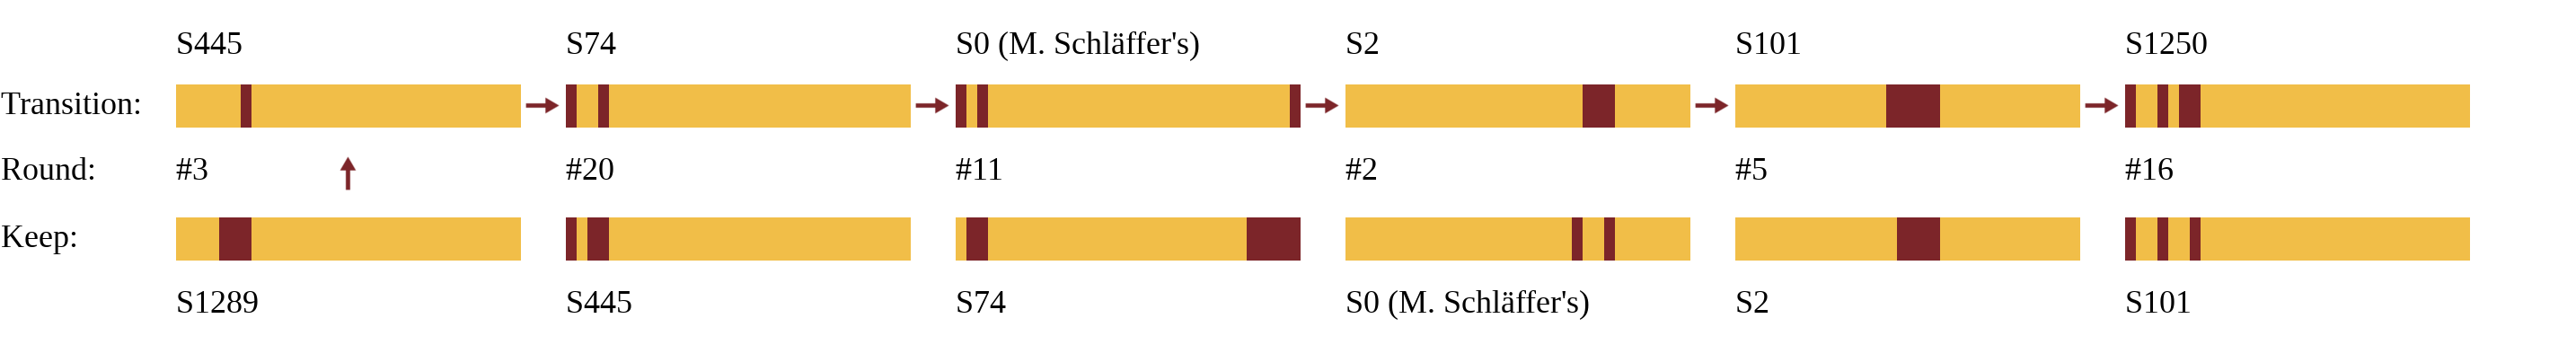 S445 S74 S0 (M. Schläffer's) S2 S101 S1250
Transition:
Round: #3 #20 #11 #2 #5 #16
Keep:
S1289 S445 S74 S0 (M. Schläffer's) S2 S101